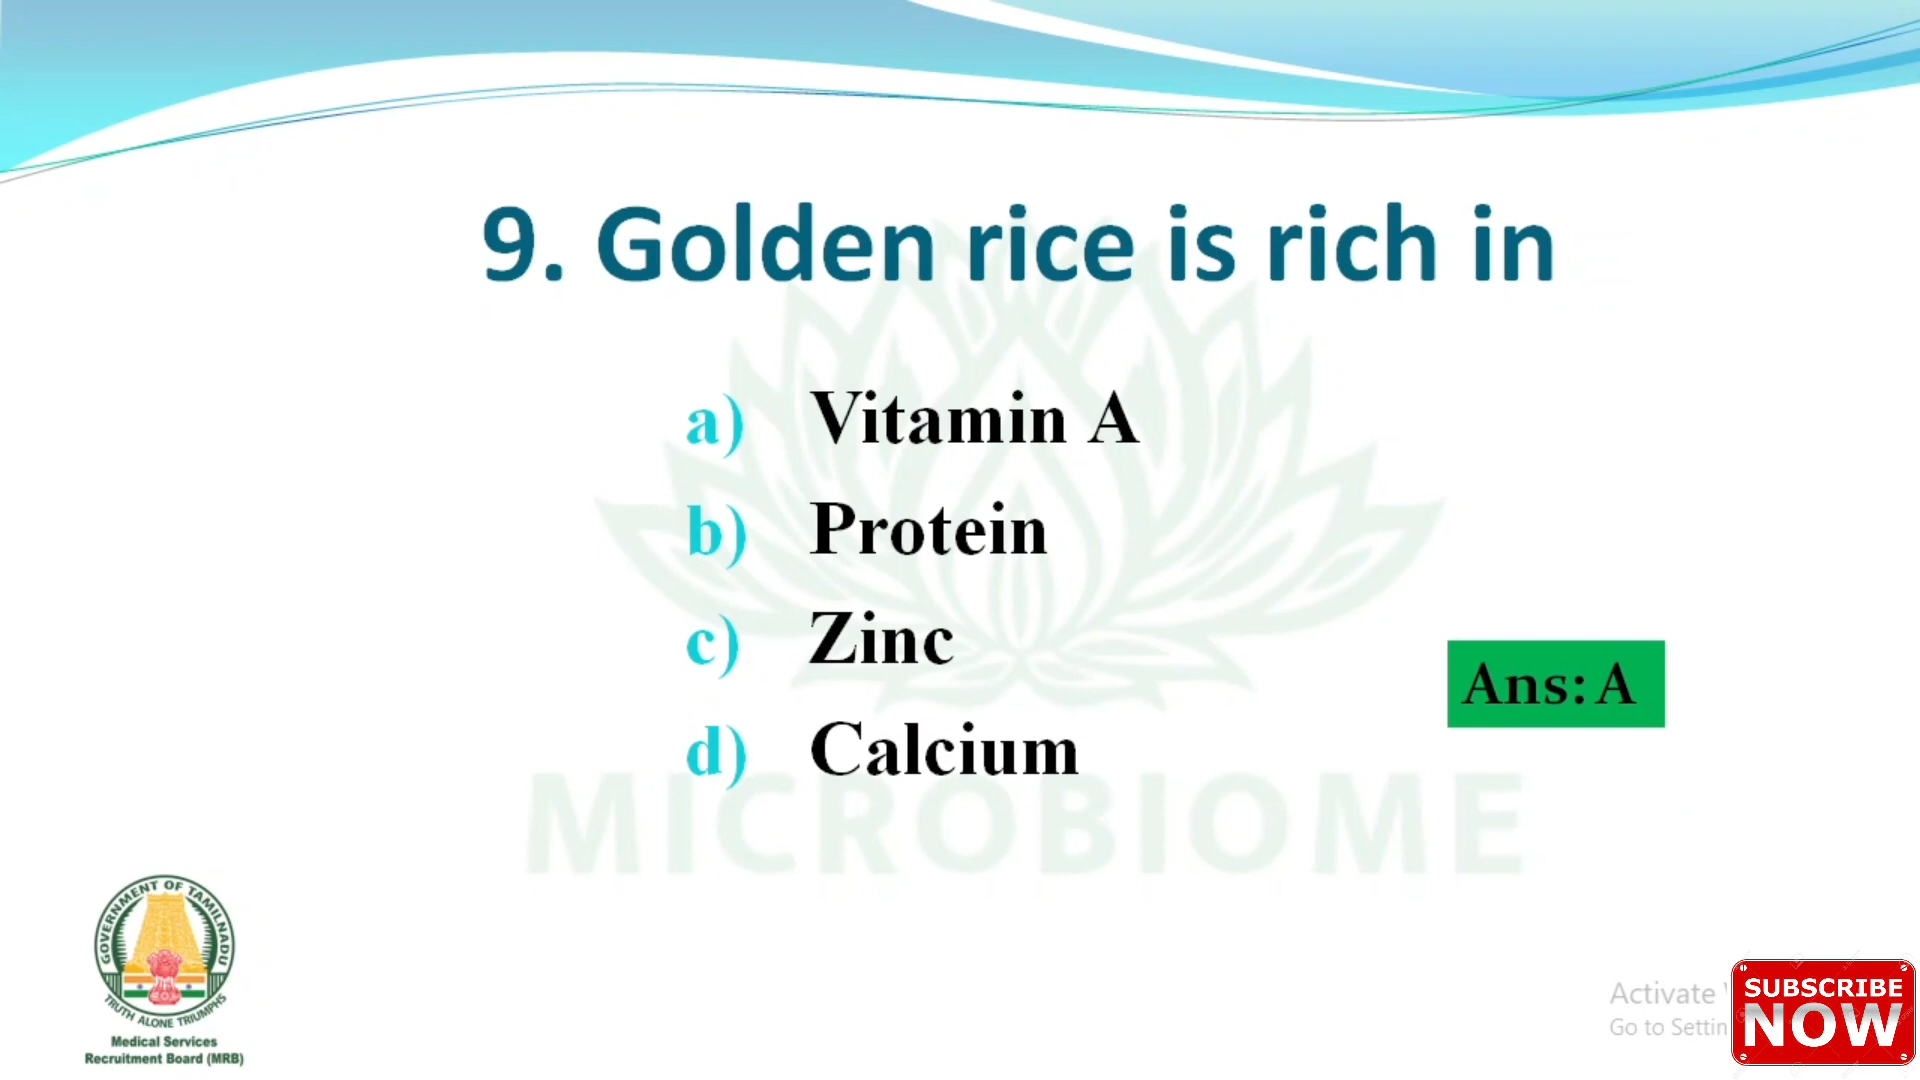 9. Golden rice is rich in
a) Vitamin A
b) Protein
c) Zinc
Ans: A
d) Calcium
MICROBIOME
GOVERNMENT OF TAMILNADU
TRUTH ALONE TRIUMPHS
Medical Services
Recruitment Board (MRB)
Activate
Go to Settin
SUBSCRIBE
NOW